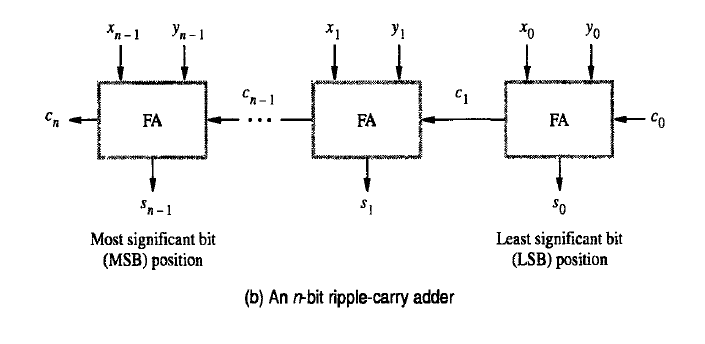 x_{n-1} y_{n-1} x_1 y_1 x_0 y_0
c_n FA c_{n-1} ... FA c_1 FA c_0
s_{n-1} s_1 s_0
Most significant bit
(MSB) position
Least significant bit
(LSB) position
(b) An n-bit ripple-carry adder